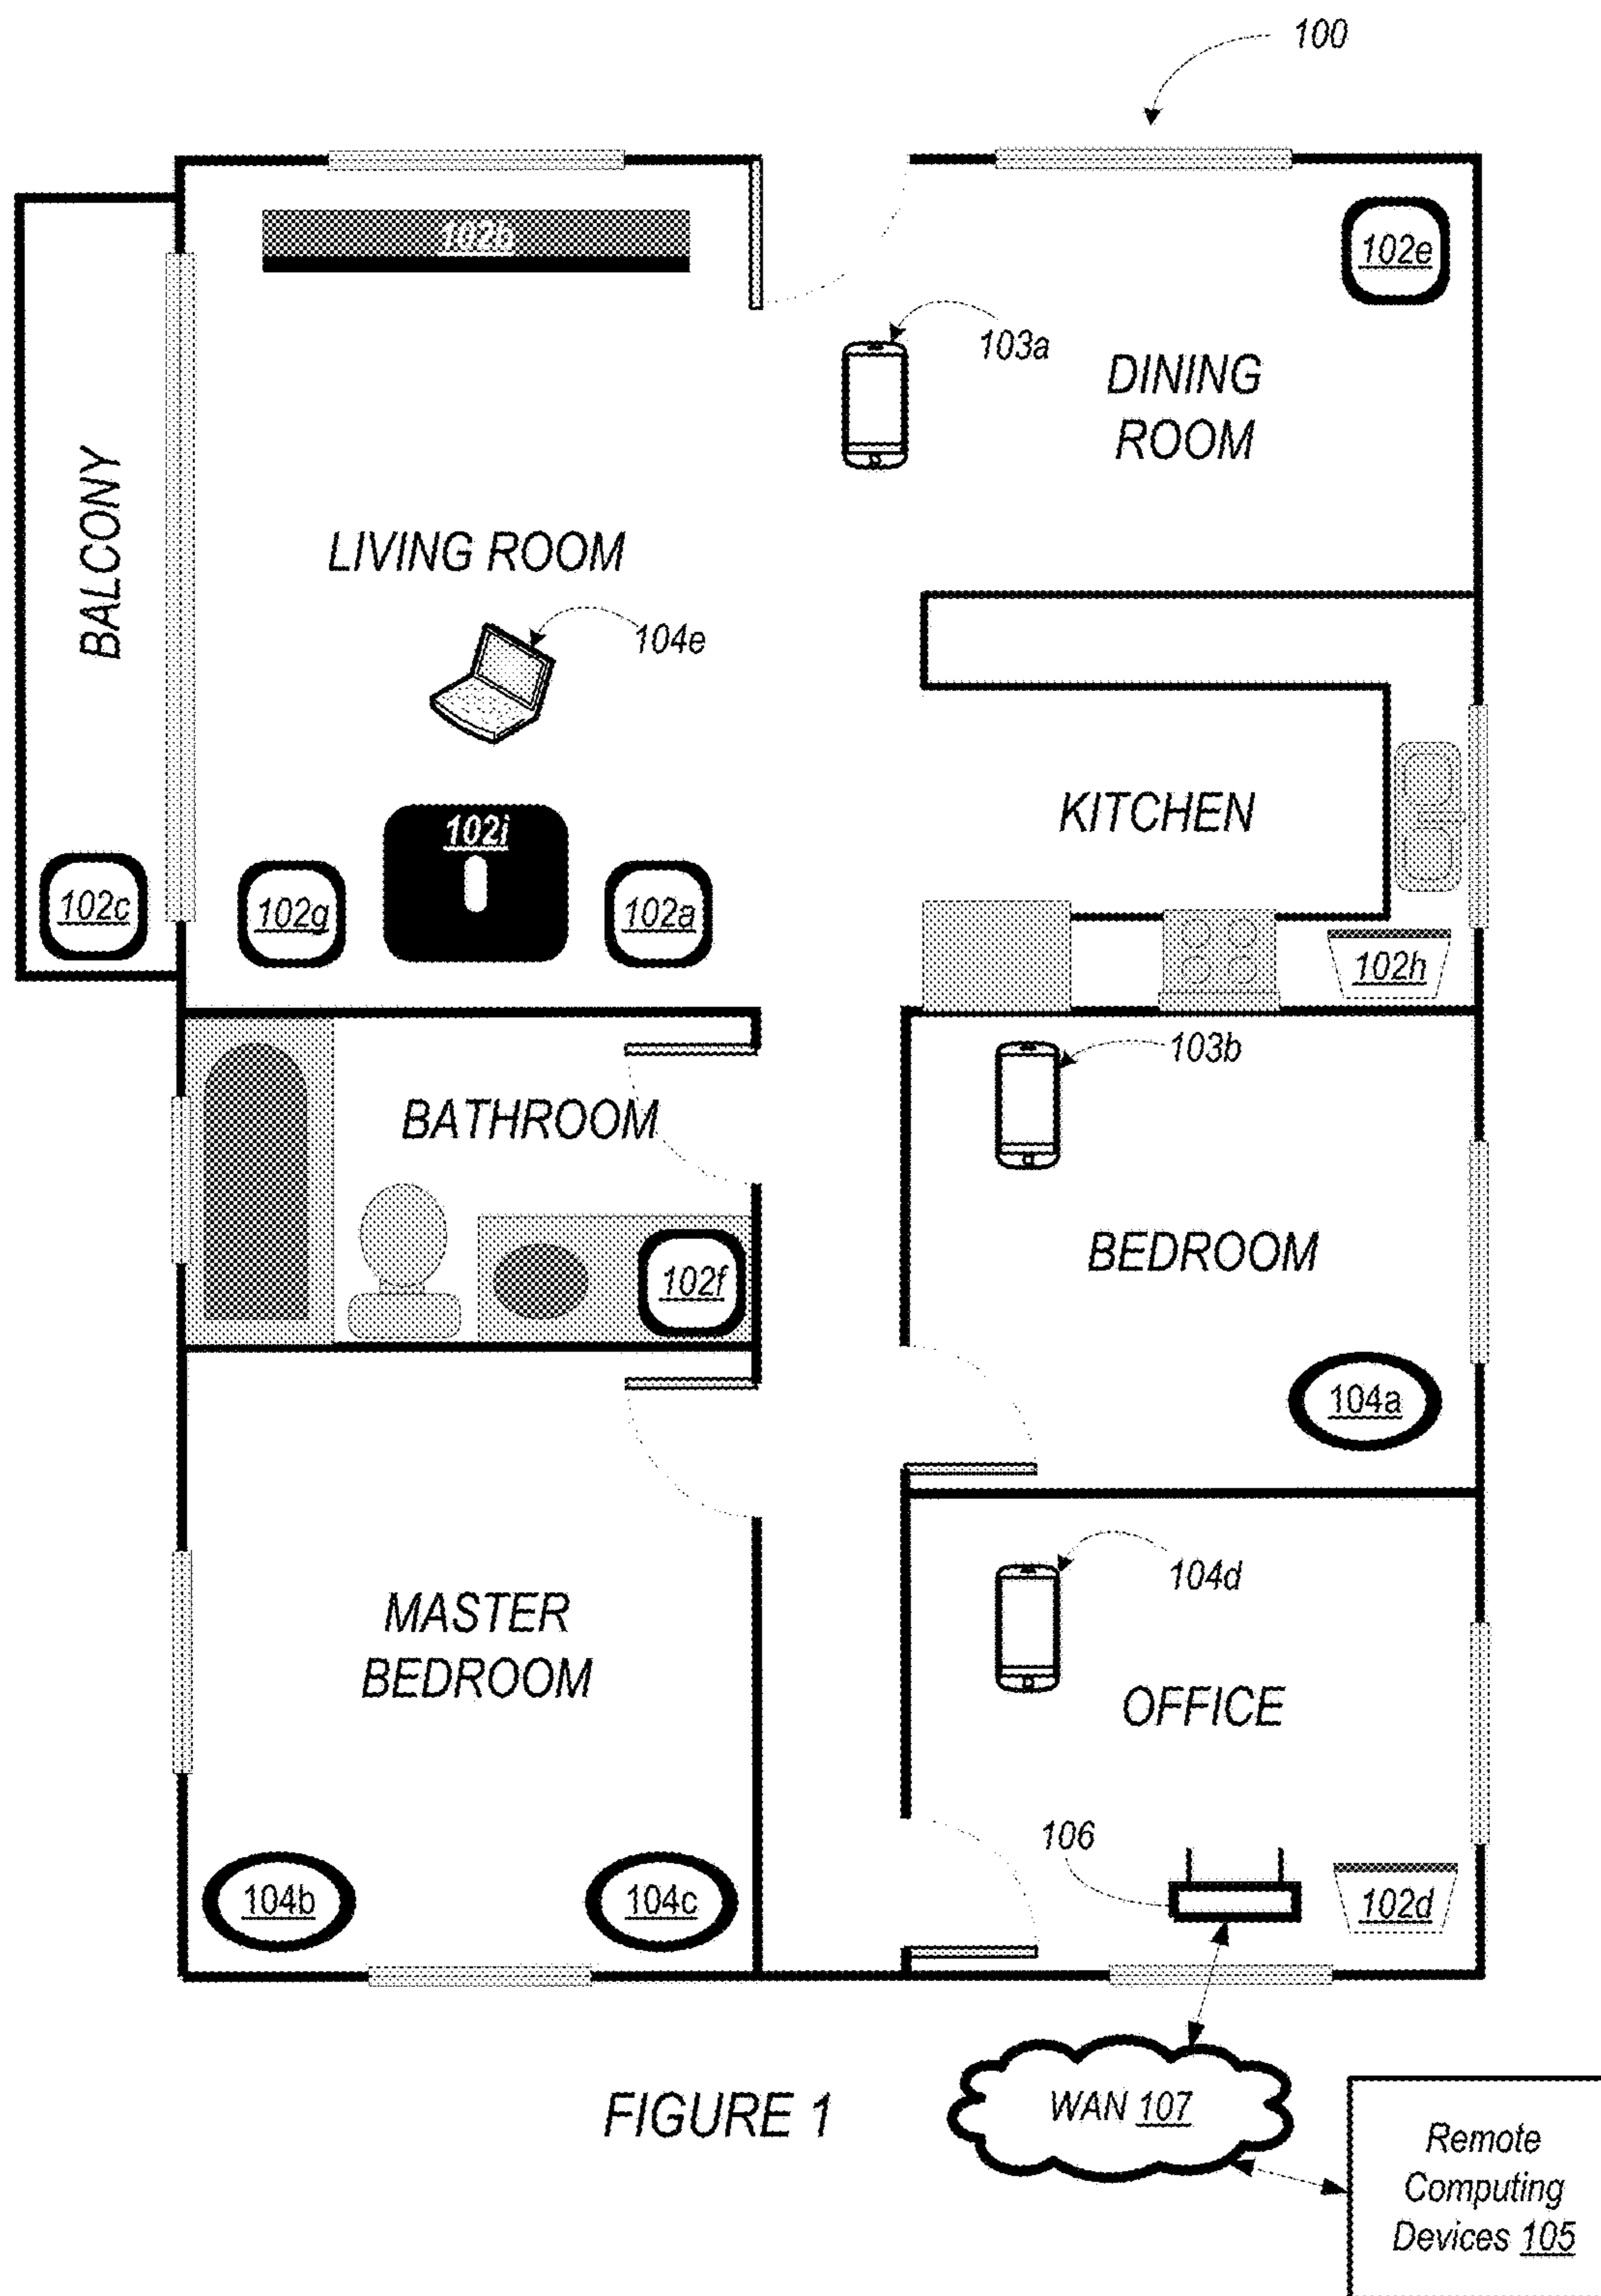 100
102b
102e
103a
DINING
ROOM
BALCONY
LIVING ROOM
104e
KITCHEN
102i
102c
102g
102a
102h
103b
BATHROOM
BEDROOM
102f
104a
104d
MASTER
BEDROOM
OFFICE
106
104b
104c
102d
FIGURE 1
WAN 107
Remote
Computing
Devices 105